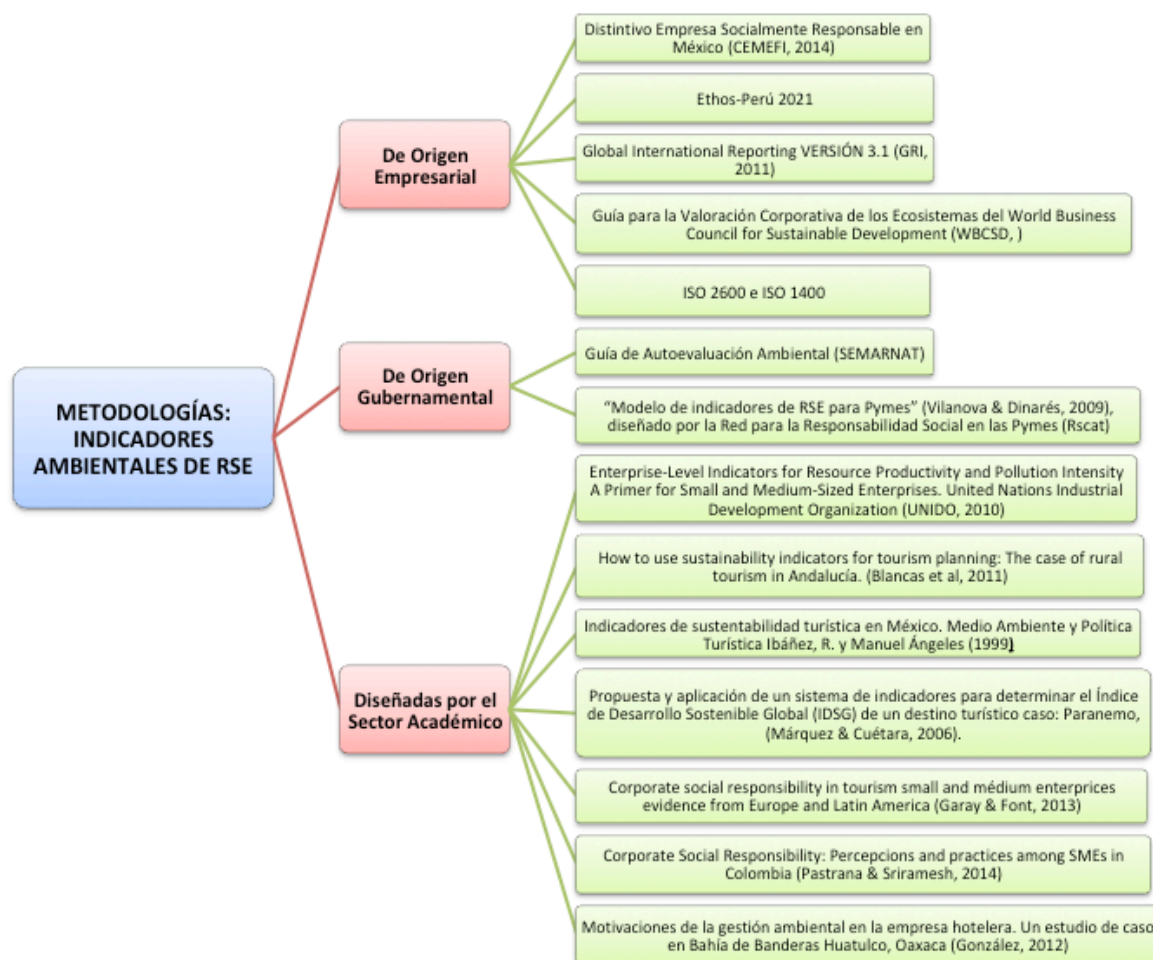 METODOLOGÍAS:
INDICADORES
AMBIENTALES DE RSE
De Origen
Empresarial
Distintivo Empresa Socialmente Responsable en
México (CEMEFI, 2014)
Ethos-Perú 2021
Global International Reporting VERSIÓN 3.1 (GRI,
2011)
Guía para la Valoración Corporativa de los Ecosistemas del World Business
Council for Sustainable Development (WBCSD, )
ISO 2600 e ISO 1400
De Origen
Gubernamental
Guía de Autoevaluación Ambiental (SEMARNAT)
“Modelo de indicadores de RSE para Pymes” (Vilanova & Dinarés, 2009),
diseñado por la Red para la Responsabilidad Social en las Pymes (Rscat)
Diseñadas por el
Sector Académico
Enterprise-Level Indicators for Resource Productivity and Pollution Intensity
A Primer for Small and Medium-Sized Enterprises. United Nations Industrial
Development Organization (UNIDO, 2010)
How to use sustainability indicators for tourism planning: The case of rural
tourism in Andalucía. (Blancas et al, 2011)
Indicadores de sustentabilidad turística en México. Medio Ambiente y Política
Turística Ibáñez, R. y Manuel Ángeles (1999)
Propuesta y aplicación de un sistema de indicadores para determinar el Índice
de Desarrollo Sostenible Global (IDSG) de un destino turístico caso: Paranemo,
(Márquez & Cuétara, 2006).
Corporate social responsibility in tourism small and médium enterprices
evidence from Europe and Latin America (Garay & Font, 2013)
Corporate Social Responsibility: Percepcions and practices among SMEs in
Colombia (Pastrana & Sriramesh, 2014)
Motivaciones de la gestión ambiental en la empresa hotelera. Un estudio de caso
en Bahía de Banderas Huatulco, Oaxaca (González, 2012)